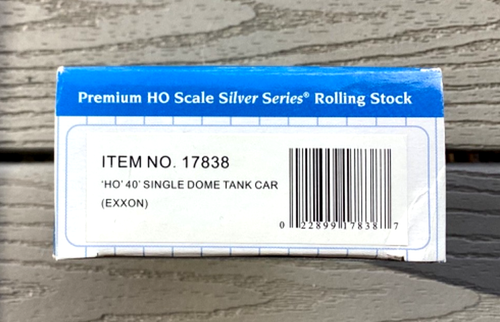 Premium HO Scale Silver Series® Rolling Stock
ITEM NO. 17838
'HO' 40' SINGLE DOME TANK CAR
(EXXON)
0 22899 17838 7